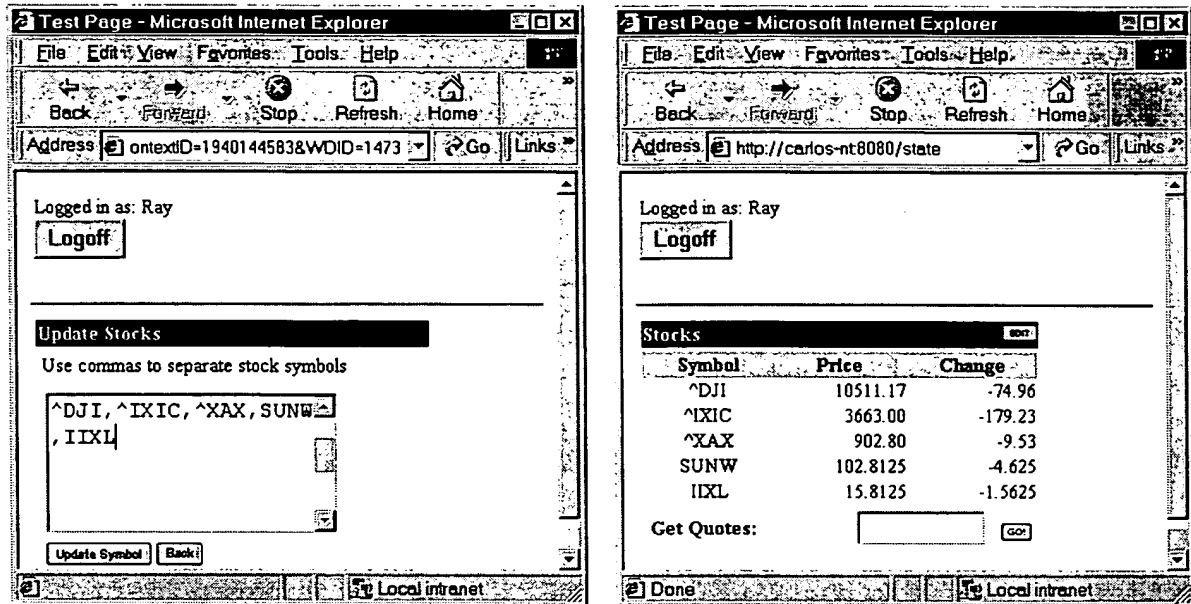 Test Page - Microsoft Internet Explorer
File Edit View Favorites Tools Help
Back Forward Stop Refresh Home »
Address ontextID=1940144583&WDID=1473 Go Links »
Logged in as: Ray
Logoff
Update Stocks
Use commas to separate stock symbols
^DJI,^IXIC,^XAX,SUNW
,IIXL
Update Symbol Back
Local intranet
Test Page - Microsoft Internet Explorer
File Edit View Favorites Tools Help
Back Forward Stop Refresh Home »
Address http://carlos-nt:8080/state Go Links »
Logged in as: Ray
Logoff
Stocks EDIT
Symbol Price Change
^DJI 10511.17 -74.96
^IXIC 3663.00 -179.23
^XAX 902.80 -9.53
SUNW 102.8125 -4.625
IIXL 15.8125 -1.5625
Get Quotes: GO!
Done Local intranet